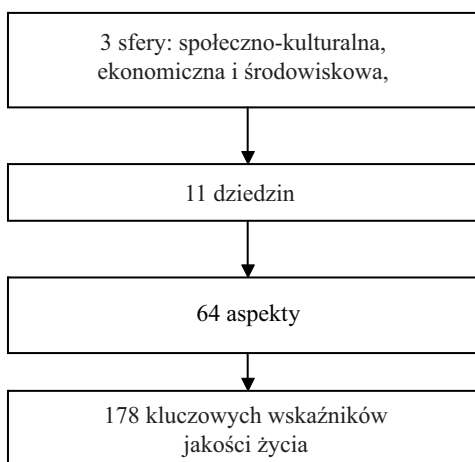 3 sfery: społeczno-kulturalna,
ekonomiczna i środowiskowa,
11 dziedzin
64 aspekty
178 kluczowych wskaźników
jakości życia